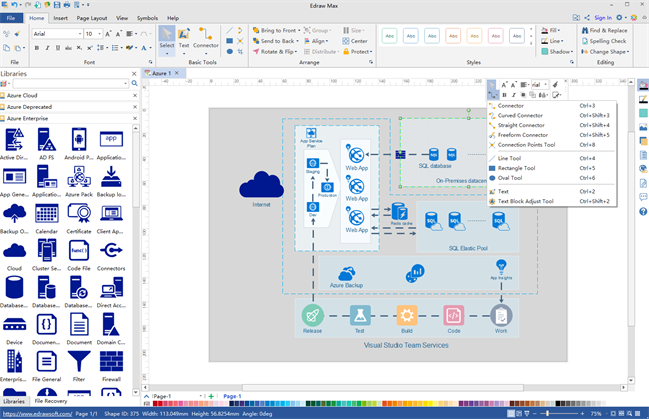 Edraw Max
File Home Insert Page Layout View Symbols Help Sign In
Arial 10
Select Text Connector
Bring to Front Group Size
Send to Back Align Center
Rotate & Flip Distribute Protect
Abc Abc Abc Abc Abc Abc Abc
Fill Line Shadow
Find & Replace
Spelling Check
Change Shape
File Font Basic Tools Arrange Styles Editing
Libraries
Azure 1
Azure Cloud
Azure Deprecated
Azure Enterprise
Active Dir... AD FS Android P... Application
App Gene... Azure Pack Backup lo...
Backup O... Calendar Certificate Client Ap...
Cloud Cluster Se... Code File Connectors
Database Database... Database... Direct Acc...
Device Documen... Document Domain C...
Enterpris... File General Filter Firewall
Libraries File Recovery
Connector Ctrl+3
Curved Connector Ctrl+Shift+3
Straight Connector Ctrl+Shift+4
Freeform Connector Ctrl+Shift+5
Connection Points Tool Ctrl+8
Line Tool Ctrl+4
Rectangle Tool Ctrl+5
Oval Tool Ctrl+6
Text Ctrl+2
Text Block Adjust Tool Ctrl+Shift+2
App Service
Plan
Staging
Production
Dev
Web App
Web App
Web App
Internet
SQL database
On-Premises datacen
Redis cache
SQL Elastic Pool
Azure Backup
App Insights
Release Test Build Code Work
Visual Studio Team Services
Page-1 Page-1
https://www.edrawsoft.com/ Page 1/1 Shape ID: 375 Width: 113.049mm Height: 56.8254mm Angle: 0deg 75%